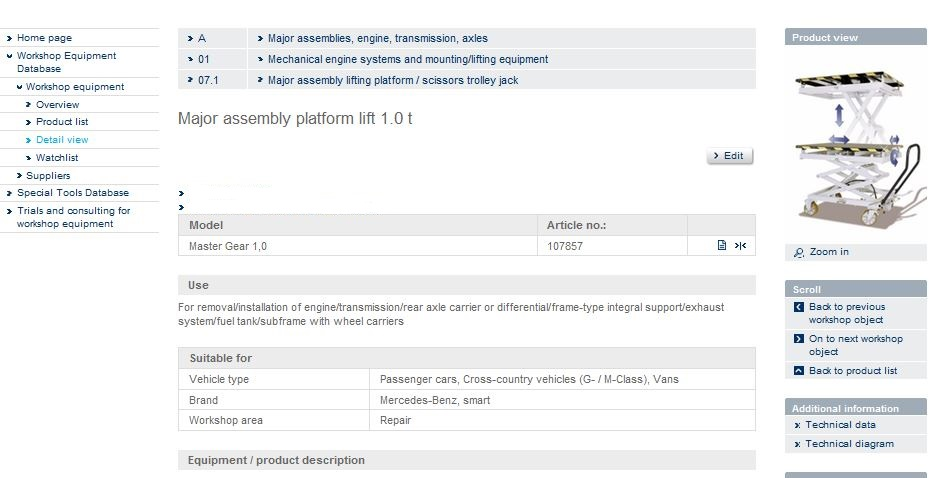 Home page
Workshop Equipment
Database
Workshop equipment
Overview
Product list
Detail view
Watchlist
Suppliers
Special Tools Database
Trials and consulting for
workshop equipment
A Major assemblies, engine, transmission, axles
01 Mechanical engine systems and mounting/lifting equipment
07.1 Major assembly lifting platform / scissors trolley jack
Major assembly platform lift 1.0 t
Edit
Model Article no.:
Master Gear 1,0 107857
Use
For removal/installation of engine/transmission/rear axle carrier or differential/frame-type integral support/exhaust
system/fuel tank/subframe with wheel carriers
Suitable for
Vehicle type Passenger cars, Cross-country vehicles (G- / M-Class), Vans
Brand Mercedes-Benz, smart
Workshop area Repair
Equipment / product description
Product view
Zoom in
Scroll
Back to previous
workshop object
On to next workshop
object
Back to product list
Additional information
Technical data
Technical diagram